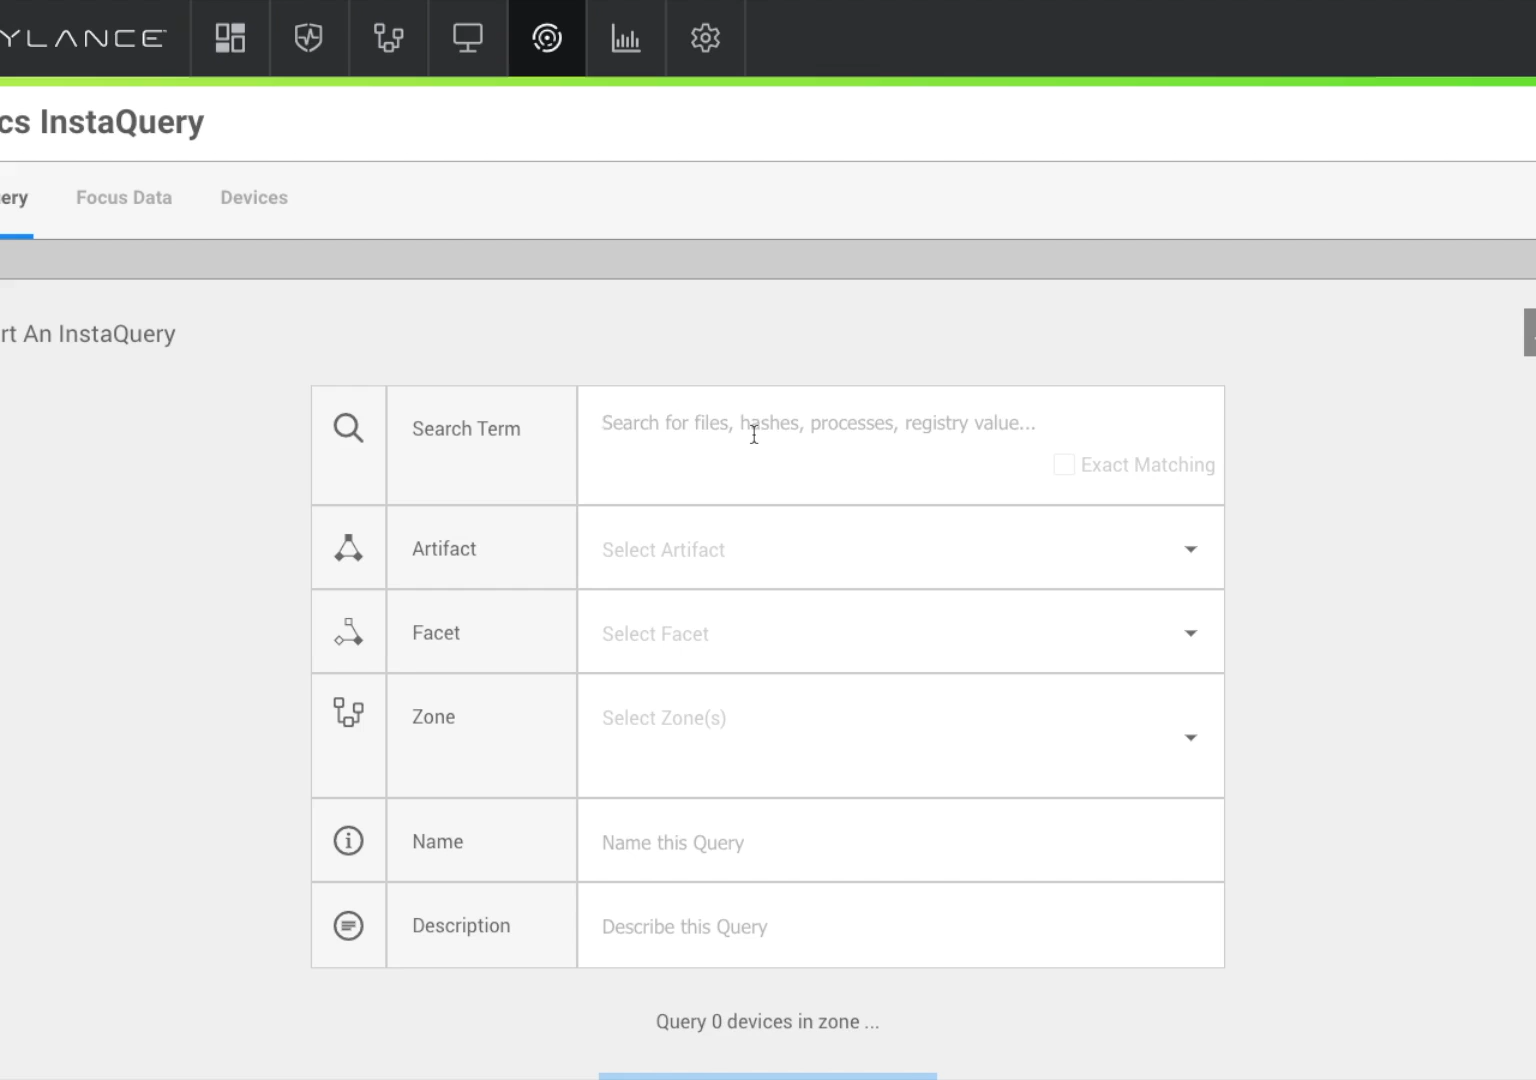 YLANCE
cs InstaQuery
ery Focus Data Devices
rt An InstaQuery
Search Term Search for files, hashes, processes, registry value...
Exact Matching
Artifact Select Artifact
Facet Select Facet
Zone Select Zone(s)
Name Name this Query
Description Describe this Query
Query 0 devices in zone ...